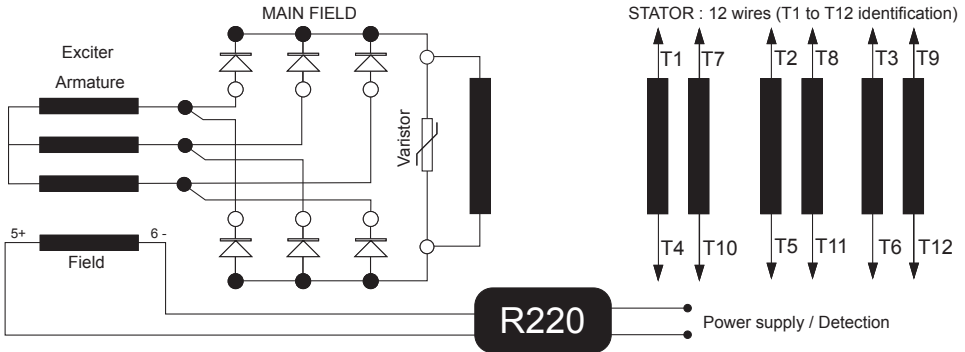 MAIN FIELD
STATOR : 12 wires (T1 to T12 identification)
Exciter
Armature
T1 T7 T2 T8 T3 T9
Varistor
5+ 6 -
Field
T4 T10 T5 T11 T6 T12
R220
Power supply / Detection